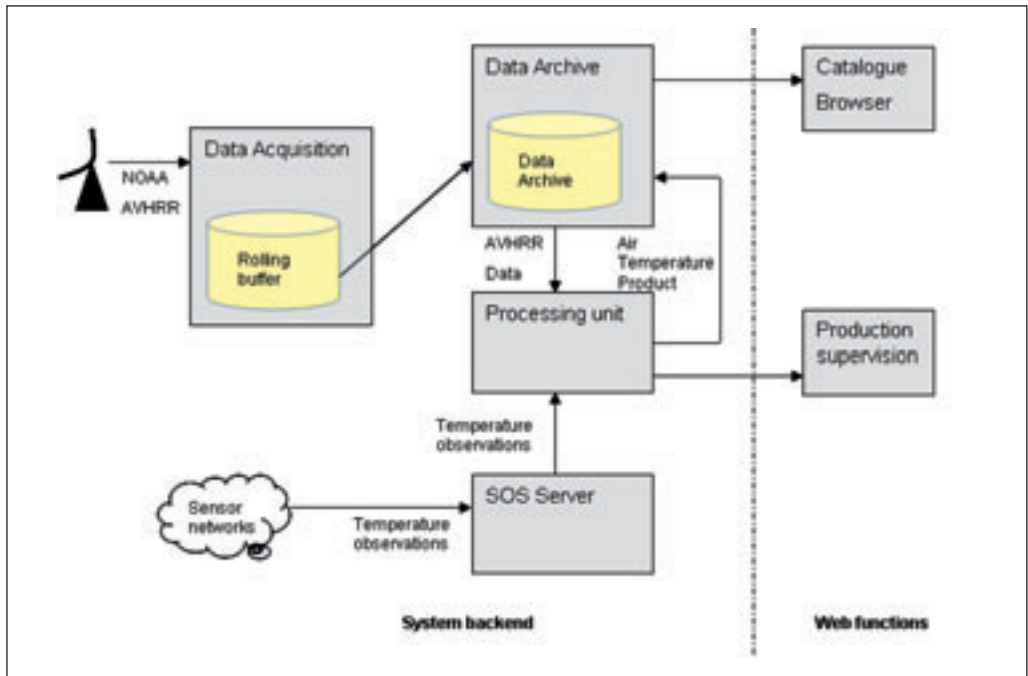 Data Archive
Catalogue
Browser
Data Acquisition
NOAA
AVHRR
Data
Archive
Rolling
buffer
AVHRR
Data
Air
Temperature
Product
Processing unit
Production
supervision
Temperature
observations
SOS Server
Sensor
networks
Temperature
observations
System backend
Web functions